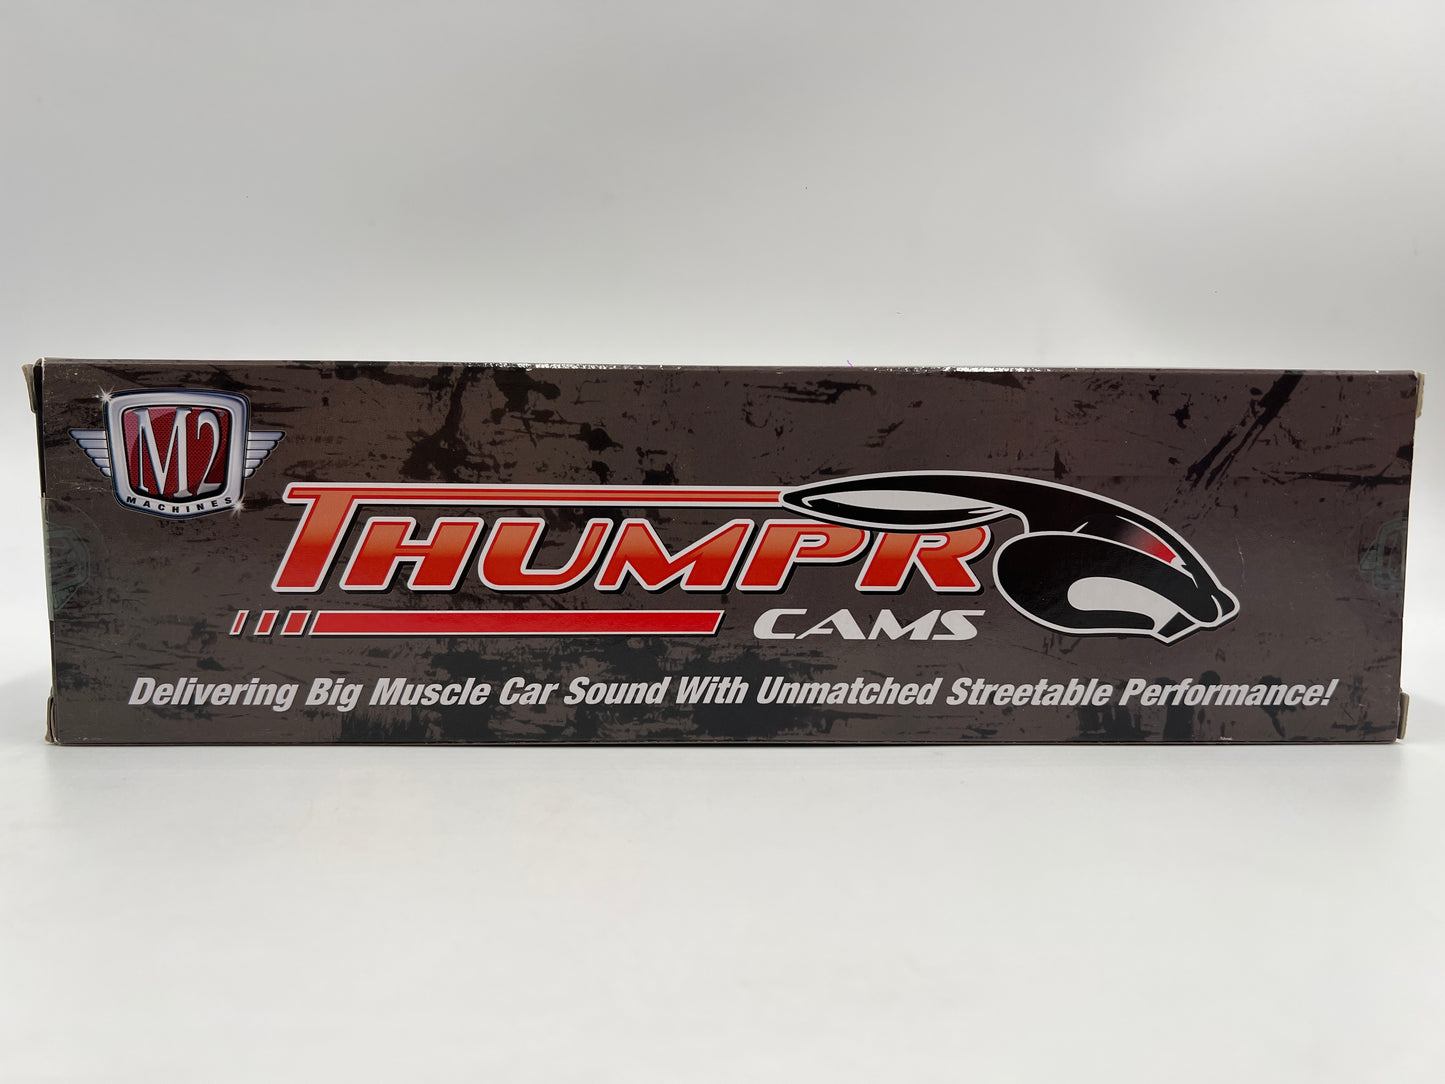 M2
MACHINES
THUMPR
CAMS
Delivering Big Muscle Car Sound With Unmatched Streetable Performance!